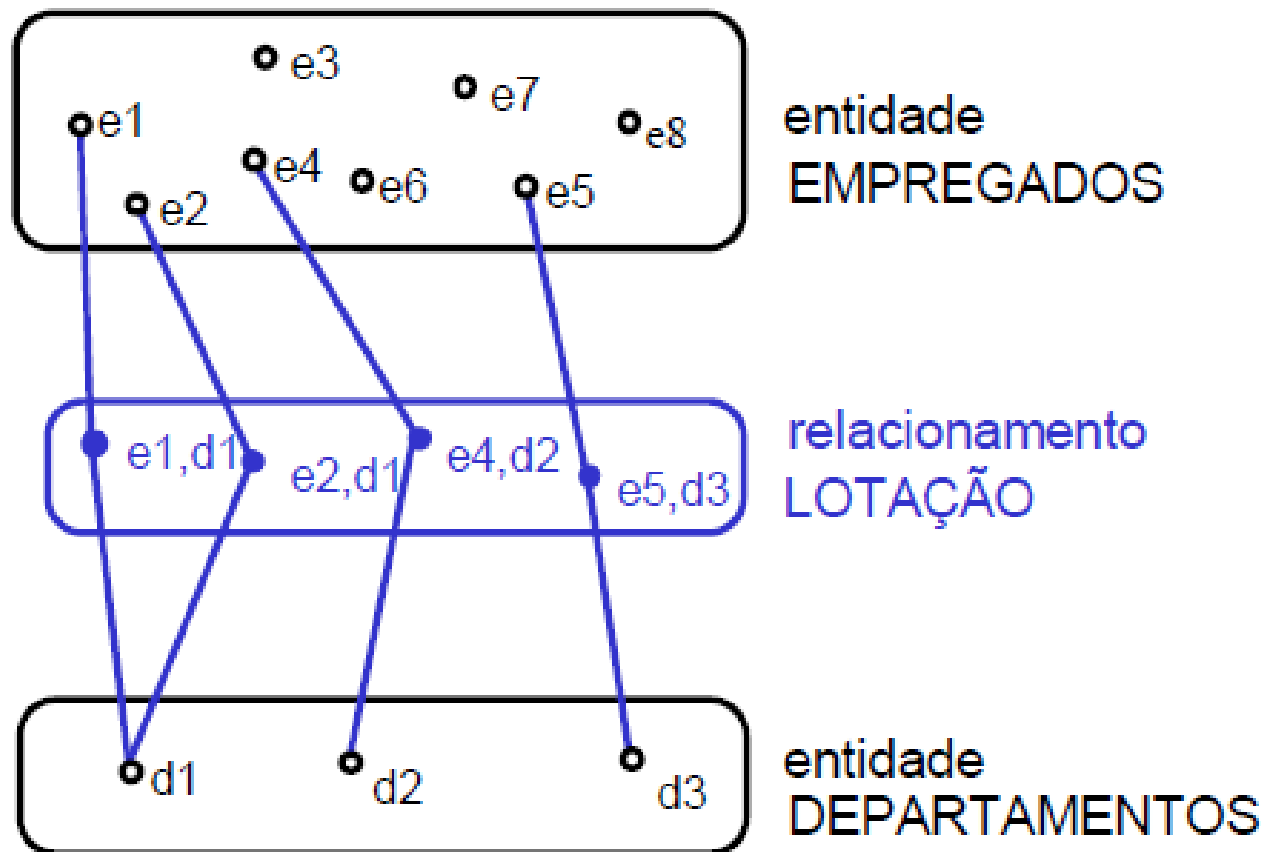 e3
e7
e1
e8
entidade
EMPREGADOS
e4
e6
e5
e2
e1,d1
e2,d1
e4,d2
e5,d3
relacionamento
LOTAÇÃO
d1
d2
d3
entidade
DEPARTAMENTOS